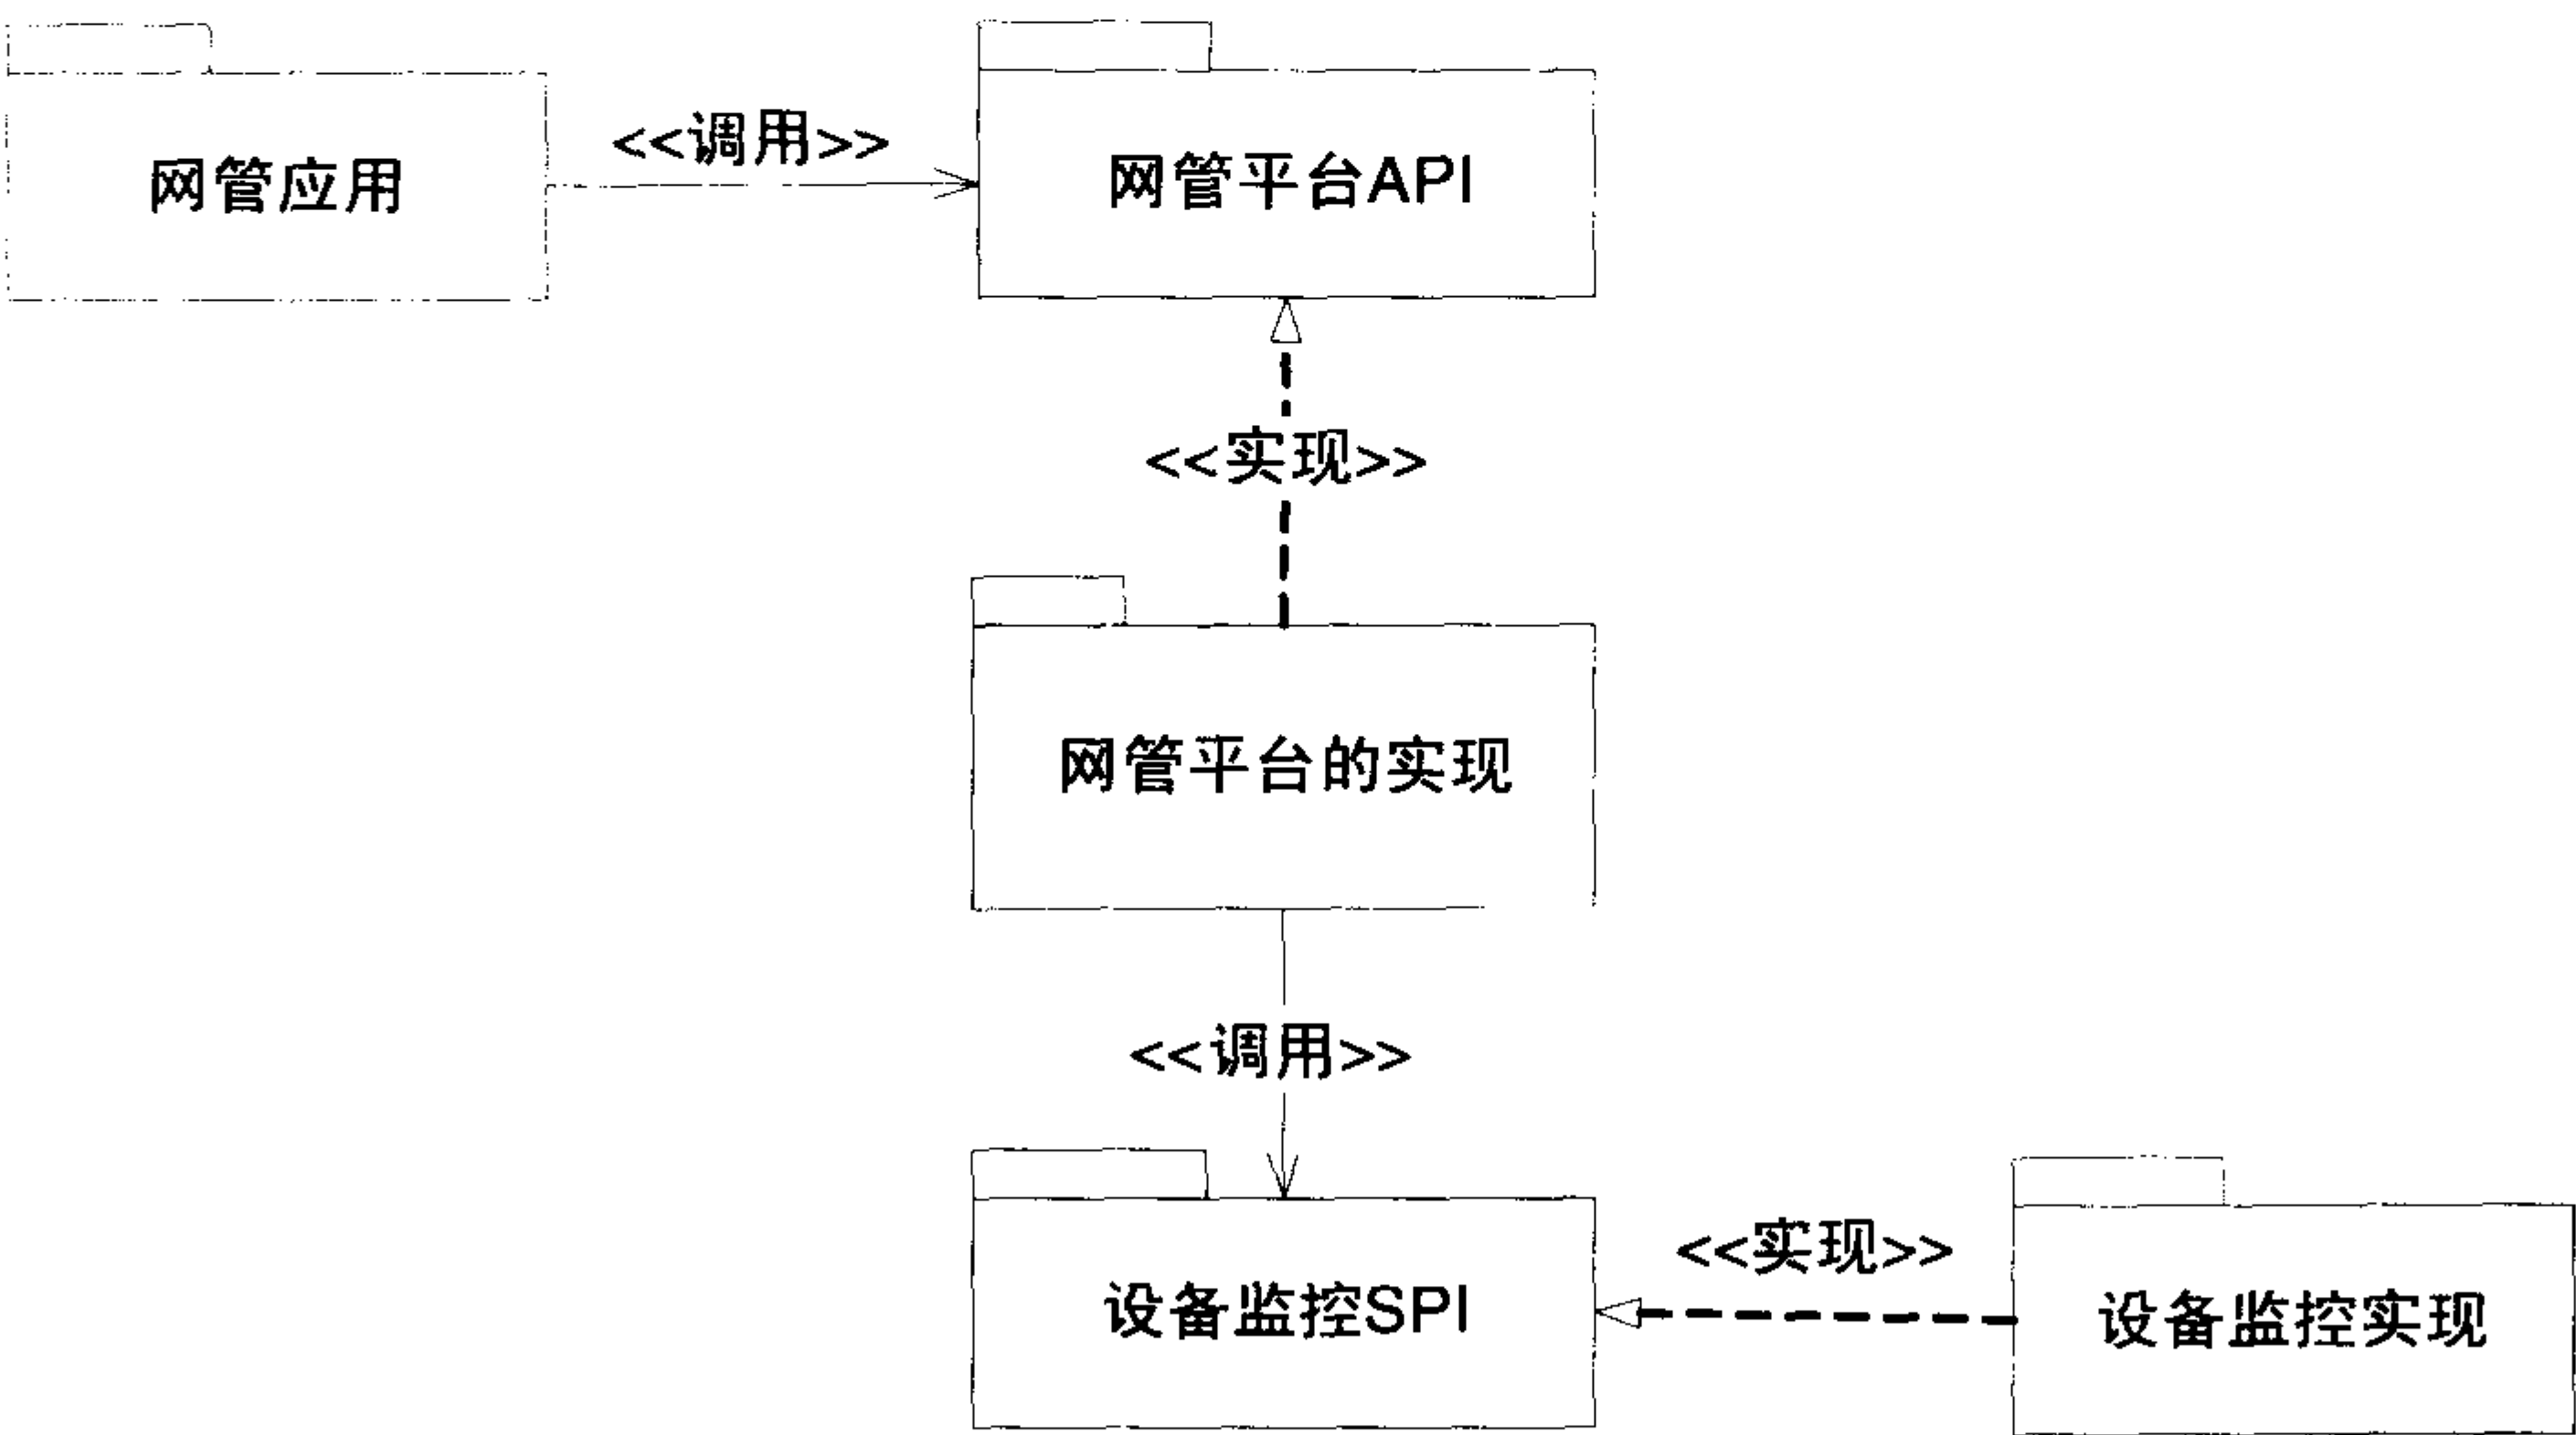 网管应用
<<调用>>
网管平台API
<<实现>>
网管平台的实现
<<调用>>
设备监控SPI
<<实现>>
设备监控实现